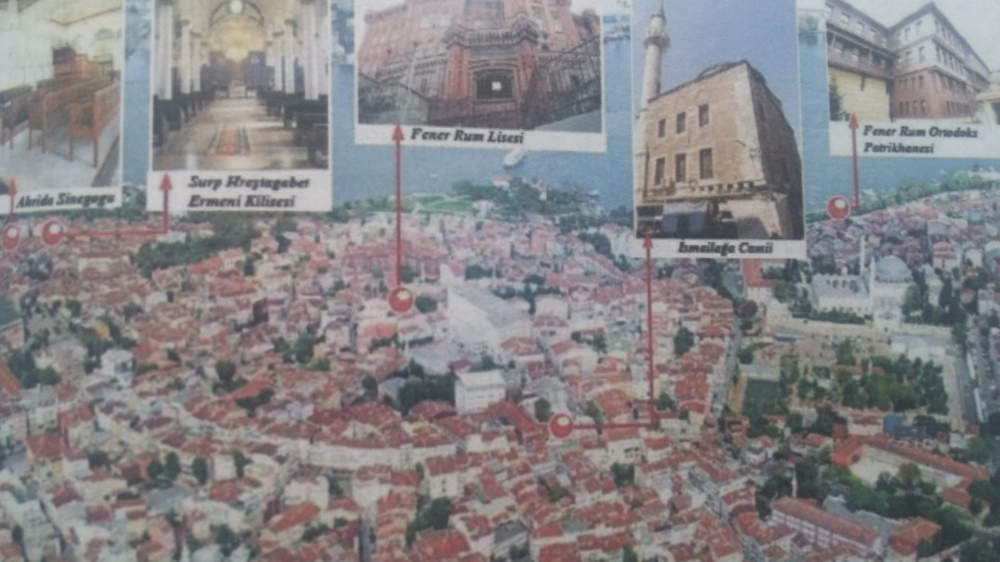 Ahrida Sinegogu
Surp Hreştagabet
Ermeni Kilisesi
Fener Rum Lisesi
İsmailağa Camii
Fener Rum Ortodoks
Patrikhanesi